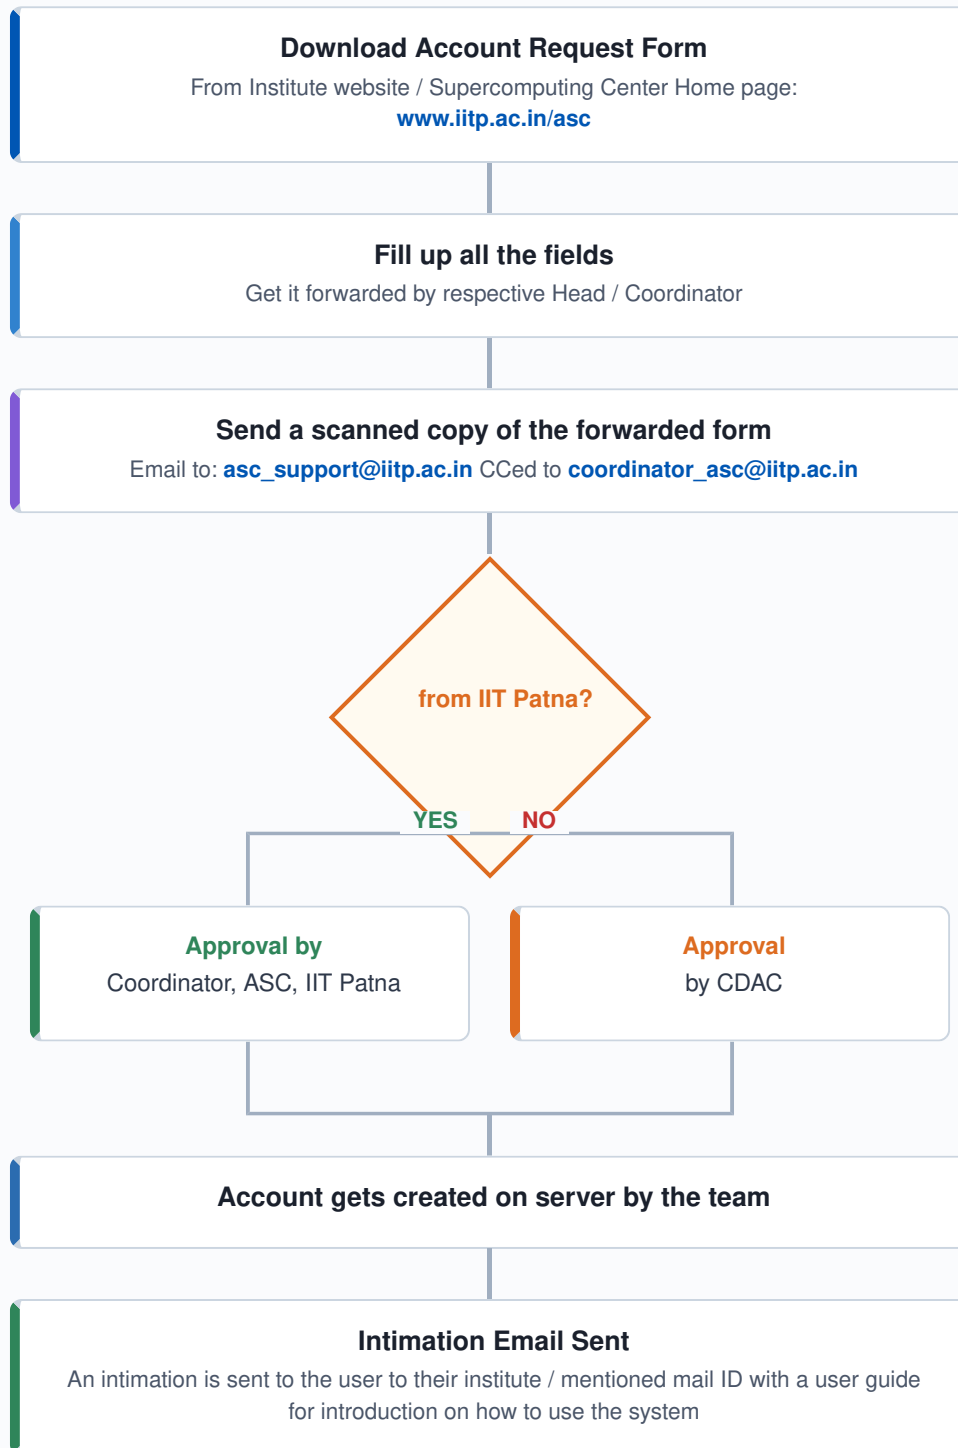 Download Account Request Form
From Institute website / Supercomputing Center Home page:
www.iitp.ac.in/asc
Fill up all the fields
Get it forwarded by respective Head / Coordinator
Send a scanned copy of the forwarded form
Email to: asc_support@iitp.ac.in CCed to coordinator_asc@iitp.ac.in
from IIT Patna?
YES
NO
Approval by
Coordinator, ASC, IIT Patna
Approval
by CDAC
Account gets created on server by the team
Intimation Email Sent
An intimation is sent to the user to their institute / mentioned mail ID with a user guide
for introduction on how to use the system